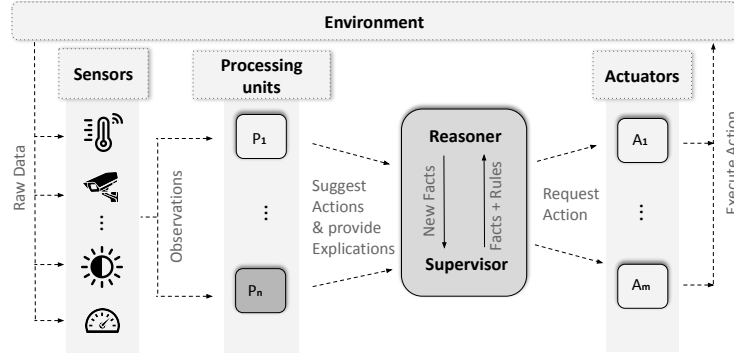 Environment
Sensors
Processing
units
Actuators
Raw Data
Observations
P1
⋮
Pn
Suggest
Actions
& provide
Explications
Reasoner
New Facts
Facts + Rules
Supervisor
Request
Action
A1
⋮
Am
Execute Action